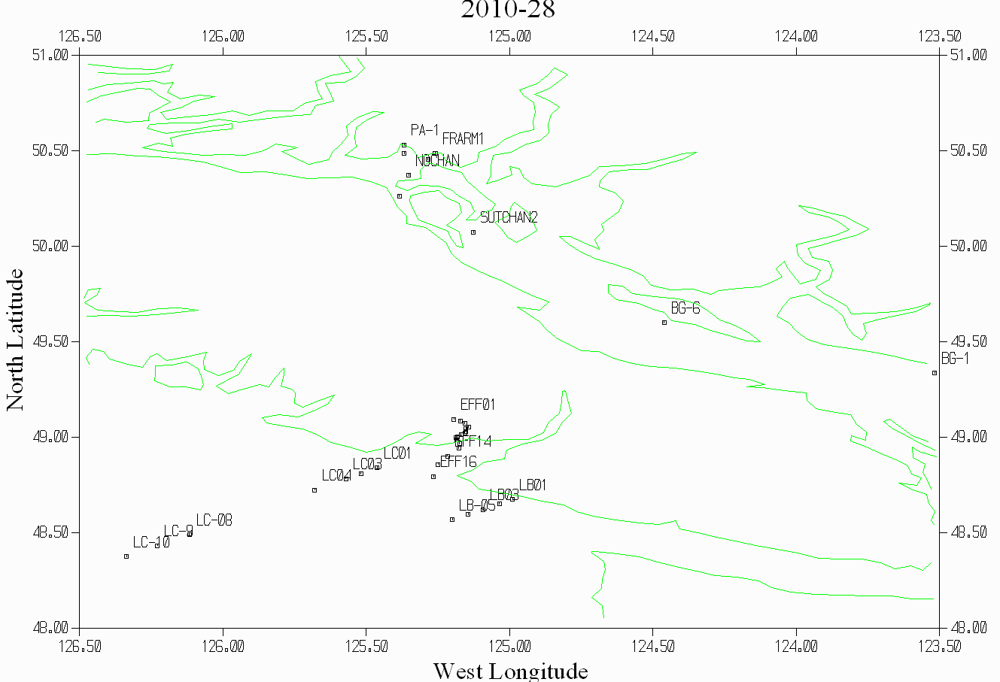 2010-28
126.50 126.00 125.50 125.00 124.50 124.00 123.50
51.00 51.00
PA-1
FRARM1
50.50 50.50
NOCHAN
SUTCHAN2
50.00 50.00
North Latitude
BG-6
49.50 49.50
BG-1
EFF01
49.00 49.00
EFF14
LC01
EFF16
LC03
LC04
LB01
LB03
LB-05
LC-08
LC-9
48.50 48.50
LC-10
48.00 48.00
126.50 126.00 125.50 125.00 124.50 124.00 123.50
West Longitude